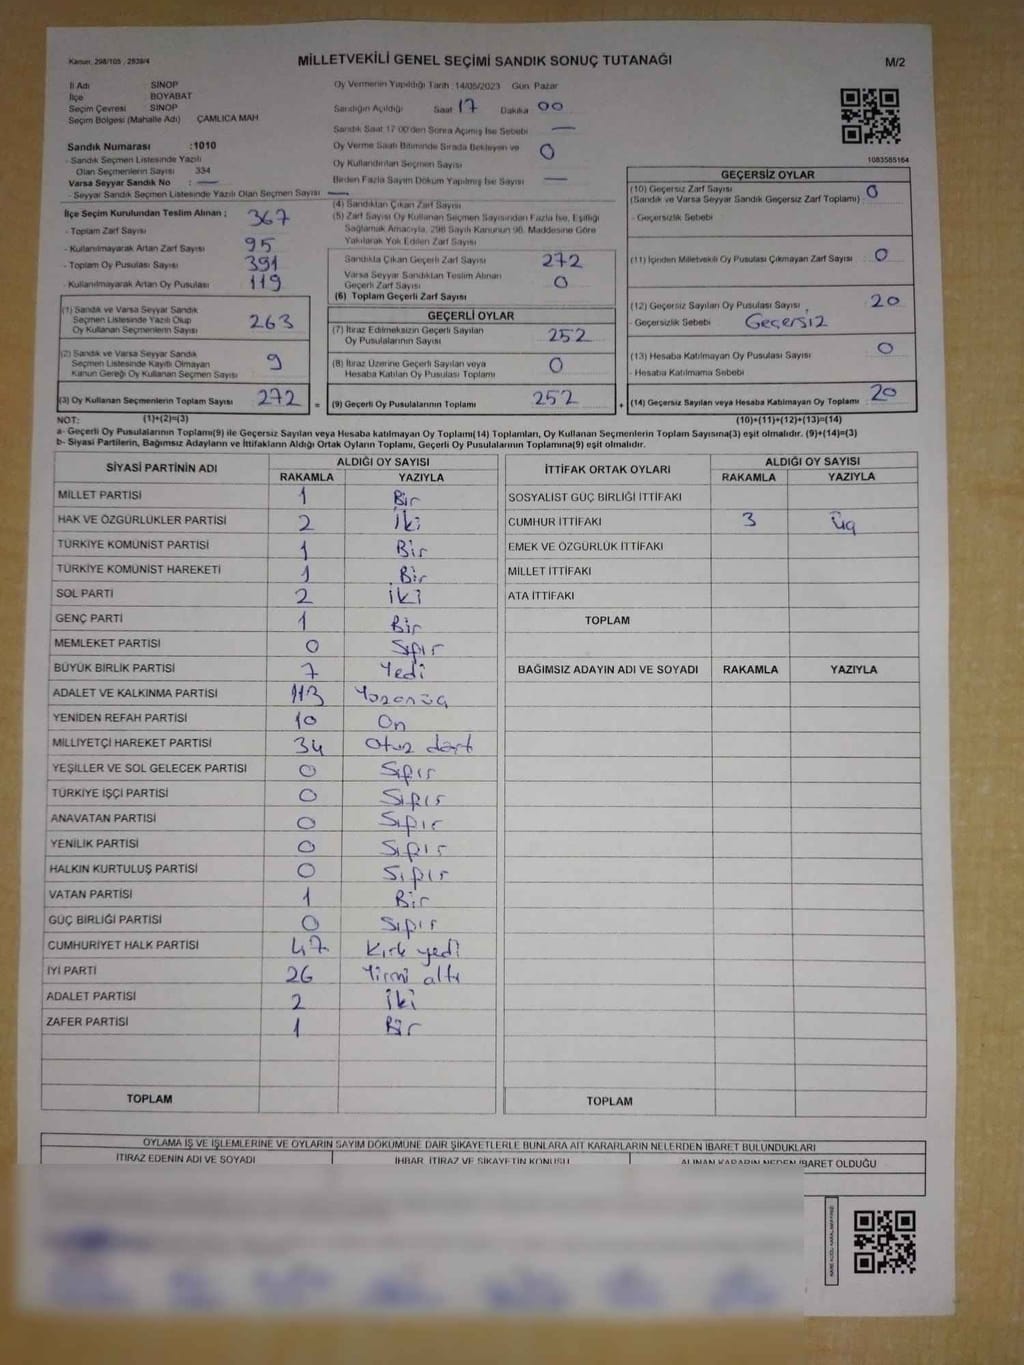 Kanun, 298/105 , 2839/4
MİLLETVEKİLİ GENEL SEÇİMİ SANDIK SONUÇ TUTANAĞI
M/2
İl Adı SİNOP
İlçe BOYABAT
Seçim Çevresi SİNOP
Seçim Bölgesi (Mahalle Adı) ÇAMLICA MAH
Sandık Numarası :1010
- Sandık Seçmen Listesinde Yazılı
Olan Seçmenlerin Sayısı 334
Varsa Seyyar Sandık No : —
- Seyyar Sandık Seçmen Listesinde Yazılı Olan Seçmen Sayısı —
Oy Vermenin Yapıldığı Tarih 14/05/2023 Gün Pazar
Sandığın Açıldığı Saat 17 Dakika 00
Sandık Saat 17 00'den Sonra Açılmış İse Sebebi —
Oy Verme Saati Bitiminde Sırada Bekleyen ve
Oy Kullandırılan Seçmen Sayısı 0
Birden Fazla Sayım Döküm Yapılmış İse Sayısı —
1083585164
İlçe Seçim Kurulundan Teslim Alınan ;
- Toplam Zarf Sayısı 367
- Kullanılmayarak Artan Zarf Sayısı 95
- Toplam Oy Pusulası Sayısı 391
- Kullanılmayarak Artan Oy Pusulası 119
(1) Sandık ve Varsa Seyyar Sandık
Seçmen Listesinde Yazılı Olup
Oy Kullanan Seçmenlerin Sayısı 263
(2) Sandık ve Varsa Seyyar Sandık
Seçmen Listesinde Kayıtlı Olmayan
Kanun Gereği Oy Kullanan Seçmen Sayısı 9
(3) Oy Kullanan Seçmenlerin Toplam Sayısı 272 =
(4) Sandıktan Çıkan Zarf Sayısı
(5) Zarf Sayısı Oy Kullanan Seçmen Sayısından Fazla İse, Eşitliği
Sağlamak Amacıyla, 298 Sayılı Kanunun 98. Maddesine Göre
Yakılarak Yok Edilen Zarf Sayısı
Sandıkta Çıkan Geçerli Zarf Sayısı 272
Varsa Seyyar Sandıktan Teslim Alınan
Geçerli Zarf Sayısı 0
(6) Toplam Geçerli Zarf Sayısı
GEÇERLİ OYLAR
(7) İtiraz Edilmeksizin Geçerli Sayılan
Oy Pusulalarının Sayısı 252
(8) İtiraz Üzerine Geçerli Sayılan veya
Hesaba Katılan Oy Pusulası Toplamı 0
(9) Geçerli Oy Pusulalarının Toplamı 252 +
GEÇERSİZ OYLAR
(10) Geçersiz Zarf Sayısı 0
(Sandık ve Varsa Seyyar Sandık Geçersiz Zarf Toplamı)
- Geçersizlik Sebebi
(11) İçinden Milletvekili Oy Pusulası Çıkmayan Zarf Sayısı 0
(12) Geçersiz Sayılan Oy Pusulası Sayısı 20
- Geçersizlik Sebebi Geçersiz
(13) Hesaba Katılmayan Oy Pusulası Sayısı 0
- Hesaba Katılmama Sebebi
(14) Geçersiz Sayılan veya Hesaba Katılmayan Oy Toplamı 20
NOT: (1)+(2)=(3) (10)+(11)+(12)+(13)=(14)
a- Geçerli Oy Pusulalarının Toplamı(9) ile Geçersiz Sayılan veya Hesaba katılmayan Oy Toplamı(14) Toplamları, Oy Kullanan Seçmenlerin Toplam Sayısına(3) eşit olmalıdır. (9)+(14)=(3)
b- Siyasi Partilerin, Bağımsız Adayların ve İttifakların Aldığı Ortak Oyların Toplamı, Geçerli Oy Pusulalarının Toplamına(9) eşit olmalıdır.
SİYASİ PARTİNİN ADI ALDIĞI OY SAYISI
RAKAMLA YAZIYLA
MİLLET PARTİSİ 1 Bir
HAK VE ÖZGÜRLÜKLER PARTİSİ 2 İki
TÜRKİYE KOMÜNİST PARTİSİ 1 Bir
TÜRKİYE KOMÜNİST HAREKETİ 1 Bir
SOL PARTİ 2 İki
GENÇ PARTİ 1 Bir
MEMLEKET PARTİSİ 0 Sıfır
BÜYÜK BİRLİK PARTİSİ 7 Yedi
ADALET VE KALKINMA PARTİSİ 113
YENİDEN REFAH PARTİSİ 10 On
MİLLİYETÇİ HAREKET PARTİSİ 34 Otuz dört
YEŞİLLER VE SOL GELECEK PARTİSİ 0 Sıfır
TÜRKİYE İŞÇİ PARTİSİ 0 Sıfır
ANAVATAN PARTİSİ 0 Sıfır
YENİLİK PARTİSİ 0 Sıfır
HALKIN KURTULUŞ PARTİSİ 0 Sıfır
VATAN PARTİSİ 1 Bir
GÜÇ BİRLİĞİ PARTİSİ 0 Sıfır
CUMHURİYET HALK PARTİSİ 47 Kırk yedi
İYİ PARTİ 26 Yirmi altı
ADALET PARTİSİ 2 İki
ZAFER PARTİSİ 1 Bir
TOPLAM
İTTİFAK ORTAK OYLARI ALDIĞI OY SAYISI
RAKAMLA YAZIYLA
SOSYALİST GÜÇ BİRLİĞİ İTTİFAKI
CUMHUR İTTİFAKI 3 Üç
EMEK VE ÖZGÜRLÜK İTTİFAKI
MİLLET İTTİFAKI
ATA İTTİFAKI
TOPLAM
BAĞIMSIZ ADAYIN ADI VE SOYADI RAKAMLA YAZIYLA
TOPLAM
OYLAMA İŞ VE İŞLEMLERİNE VE OYLARIN SAYIM DÖKÜMÜNE DAİR ŞİKAYETLERLE BUNLARA AİT KARARLARIN NELERDEN İBARET BULUNDUKLARI
İTİRAZ EDENİN ADI VE SOYADI İHBAR, İTİRAZ VE ŞİKAYETİN KONUSU ALINAN KARARIN NEDEN İBARET OLDUĞU